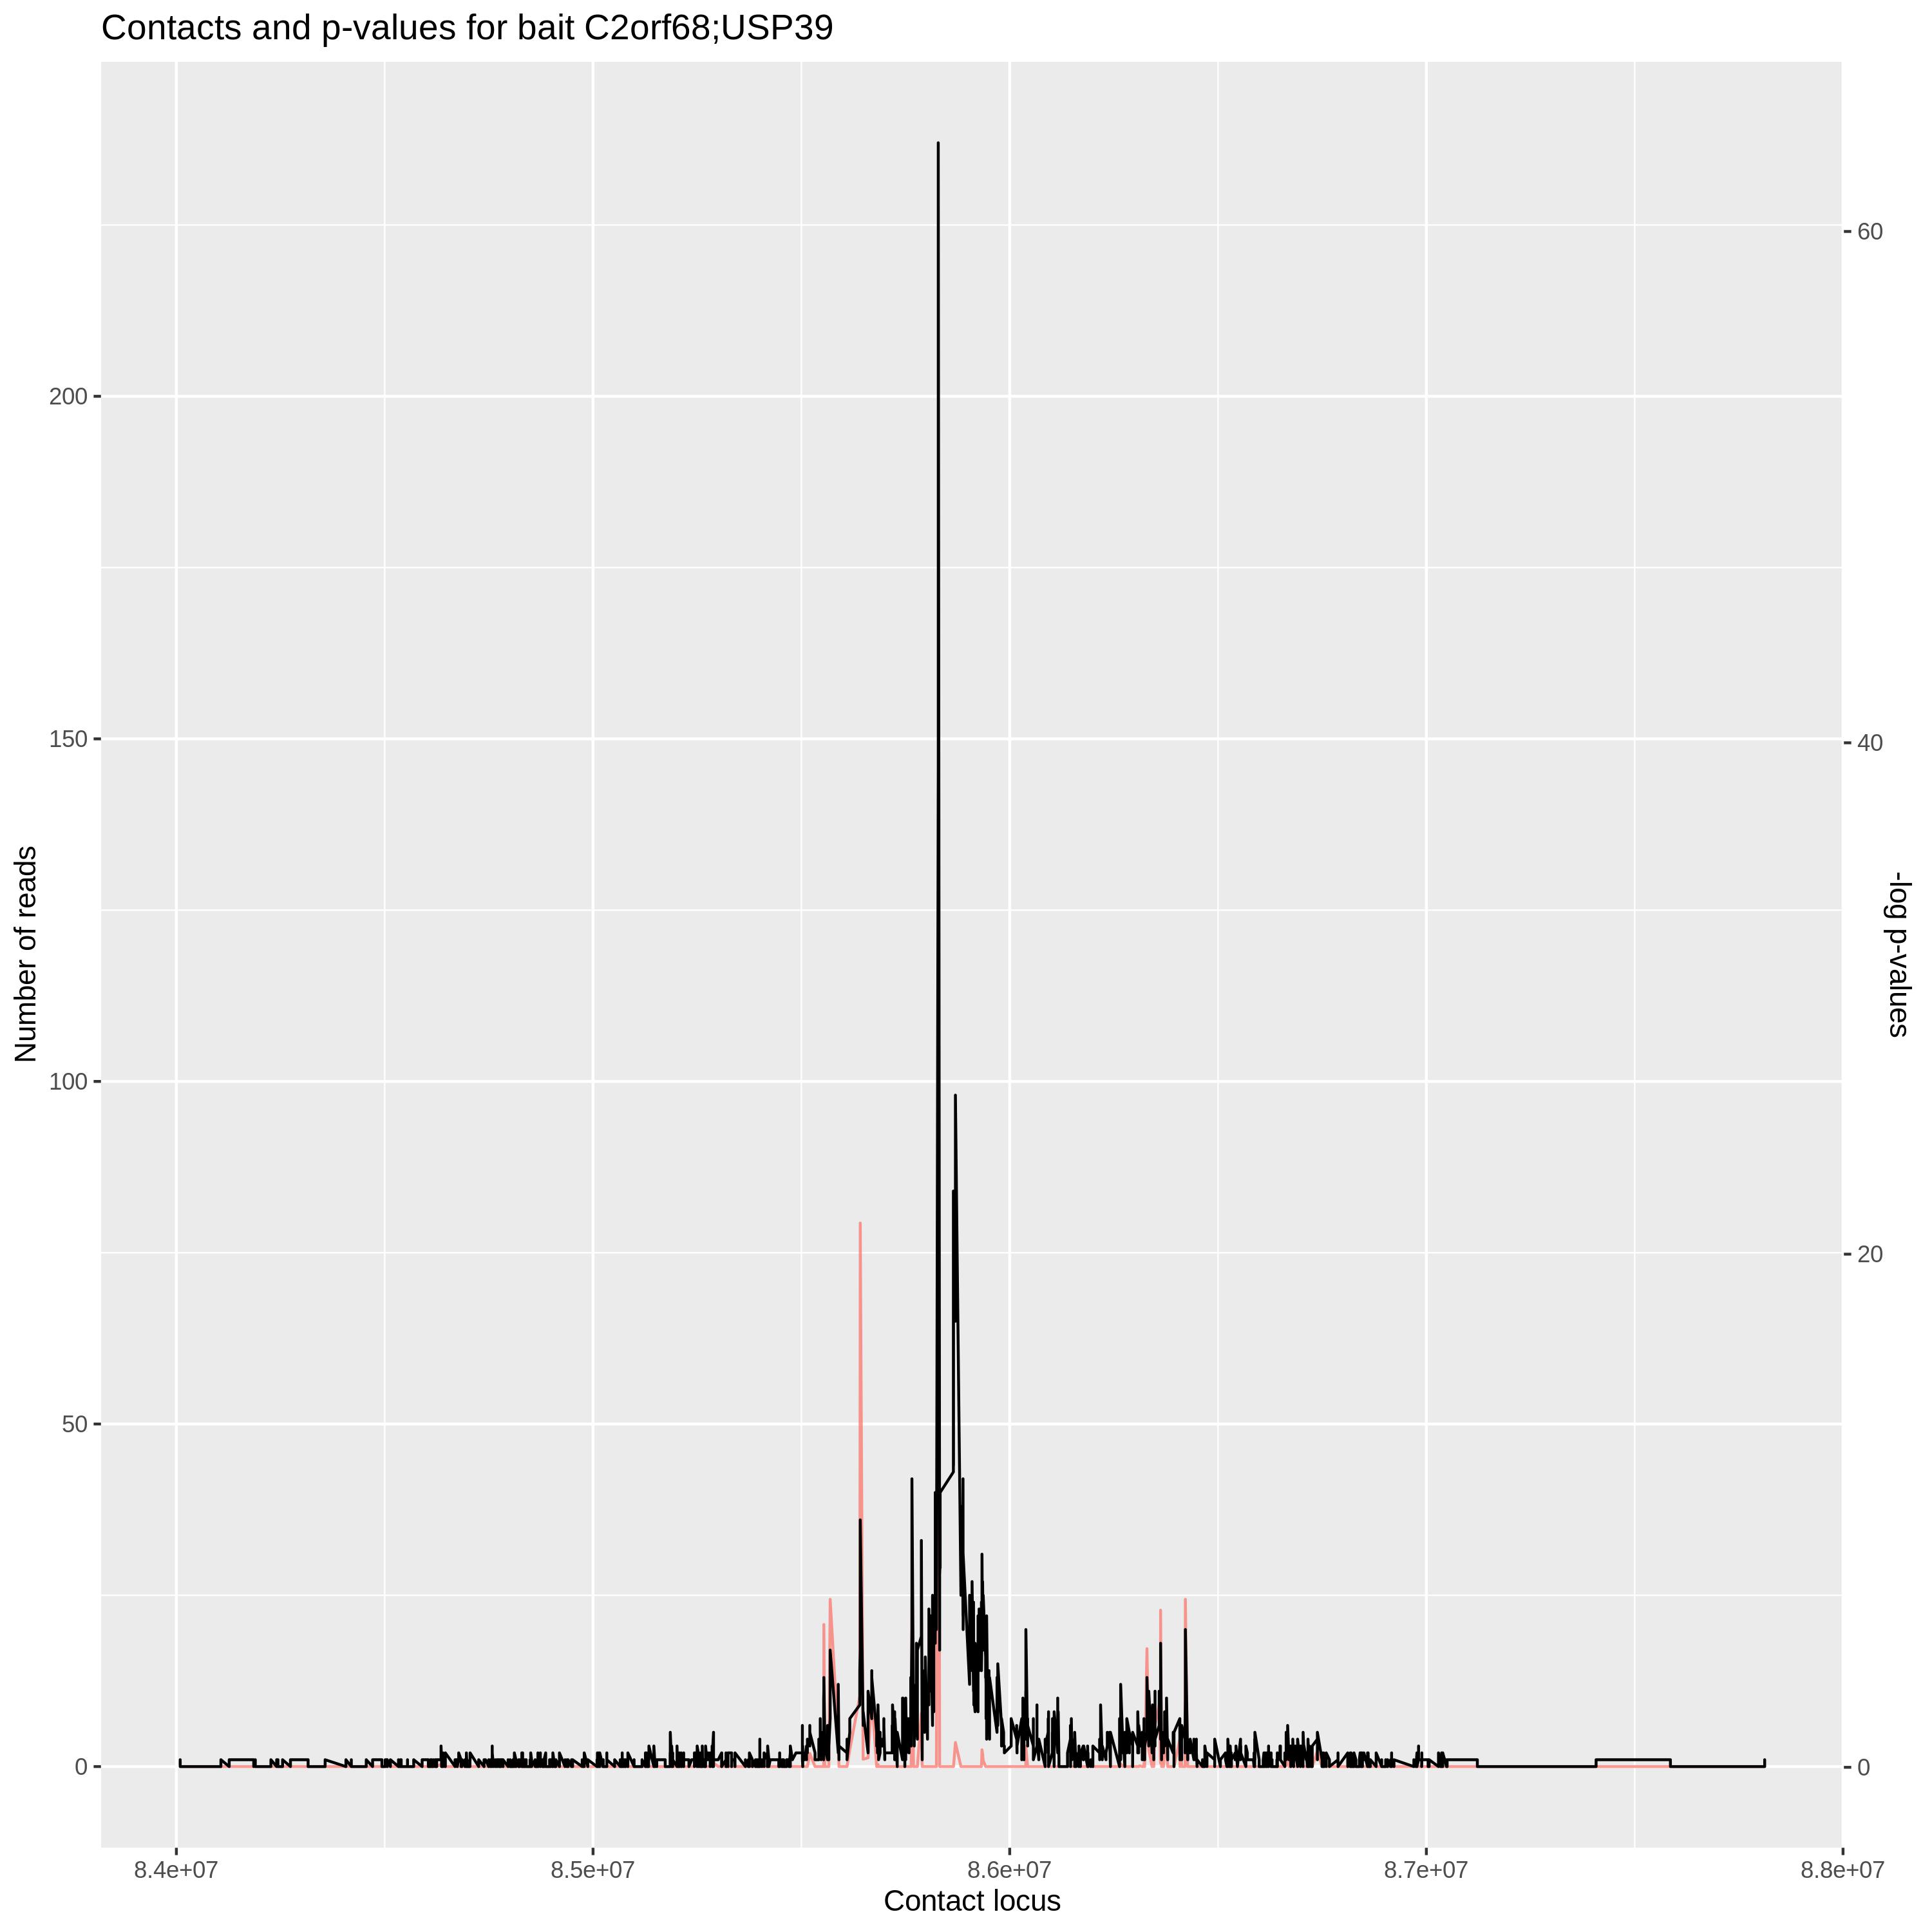 Contacts and p-values for bait C2orf68;USP39
Number of reads
200
150
100
50
0
60
40
20
0
-log p-values
8.4e+07 8.5e+07 8.6e+07 8.7e+07 8.8e+07
Contact locus